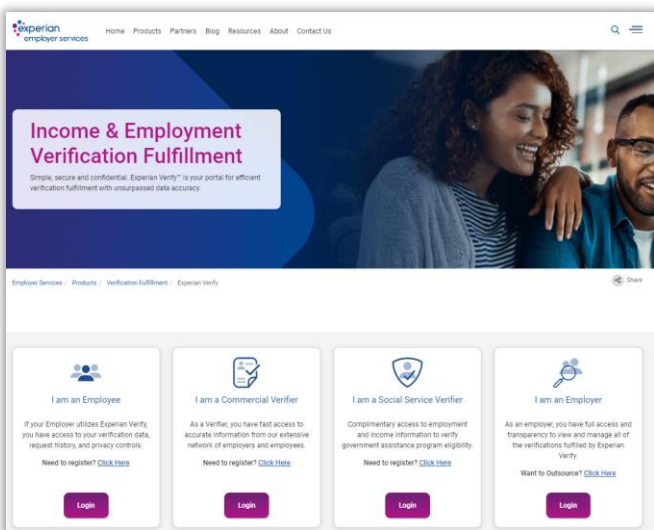 experian
employer services
Home Products Partners Blog Resources About Contact Us
Income & Employment
Verification Fulfillment
Simple, secure and confidential. Experian Verify™ is your portal for efficient
verification fulfillment with unsurpassed data accuracy.
Employer Services / Products / Verification Fulfillment / Experian Verify
Share
I am an Employee
If your Employer utilizes Experian Verify,
you have access to your verification data,
request history, and privacy controls.
Need to register? Click Here
Login
I am a Commercial Verifier
As a Verifier, you have fast access to
accurate information from our extensive
network of employers and employees.
Need to register? Click Here
Login
I am a Social Service Verifier
Complimentary access to employment
and income information to verify
government assistance program eligibility.
Need to register? Click Here
Login
I am an Employer
As an employer, you have full access and
transparency to view and manage all of
the verifications fulfilled by Experian
Verify.
Want to Outsource? Click Here
Login